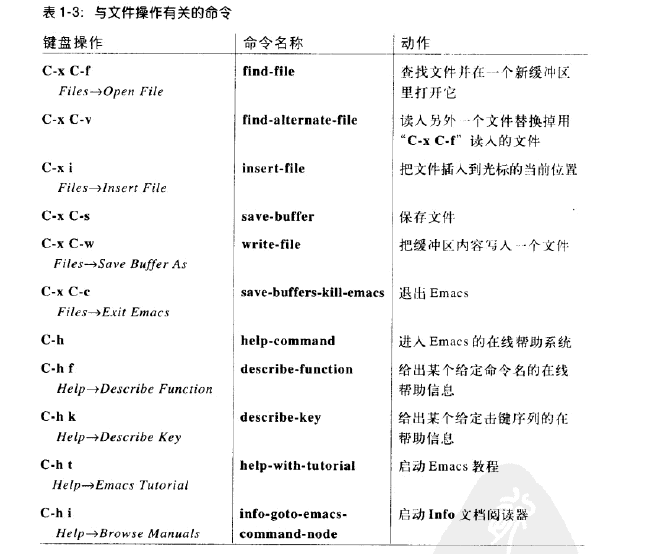 表 1-3：与文件操作有关的命令
键盘操作 命令名称 动作
C-x C-f find-file 查找文件并在一个新缓冲区
Files→Open File 里打开它
C-x C-v find-alternate-file 读入另外一个文件替换掉用
“C-x C-f” 读入的文件
C-x i insert-file 把文件插入到光标的当前位置
Files→Insert File
C-x C-s save-buffer 保存文件
C-x C-w write-file 把缓冲区内容写入一个文件
Files→Save Buffer As
C-x C-c save-buffers-kill-emacs 退出 Emacs
Files→Exit Emacs
C-h help-command 进入 Emacs 的在线帮助系统
C-h f describe-function 给出某个给定命令名的在线
Help→Describe Function 帮助信息
C-h k describe-key 给出某个给定击键序列的在
Help→Describe Key 帮助信息
C-h t help-with-tutorial 启动 Emacs 教程
Help→Emacs Tutorial
C-h i info-goto-emacs- 启动 Info 文档阅读器
Help→Browse Manuals command-node